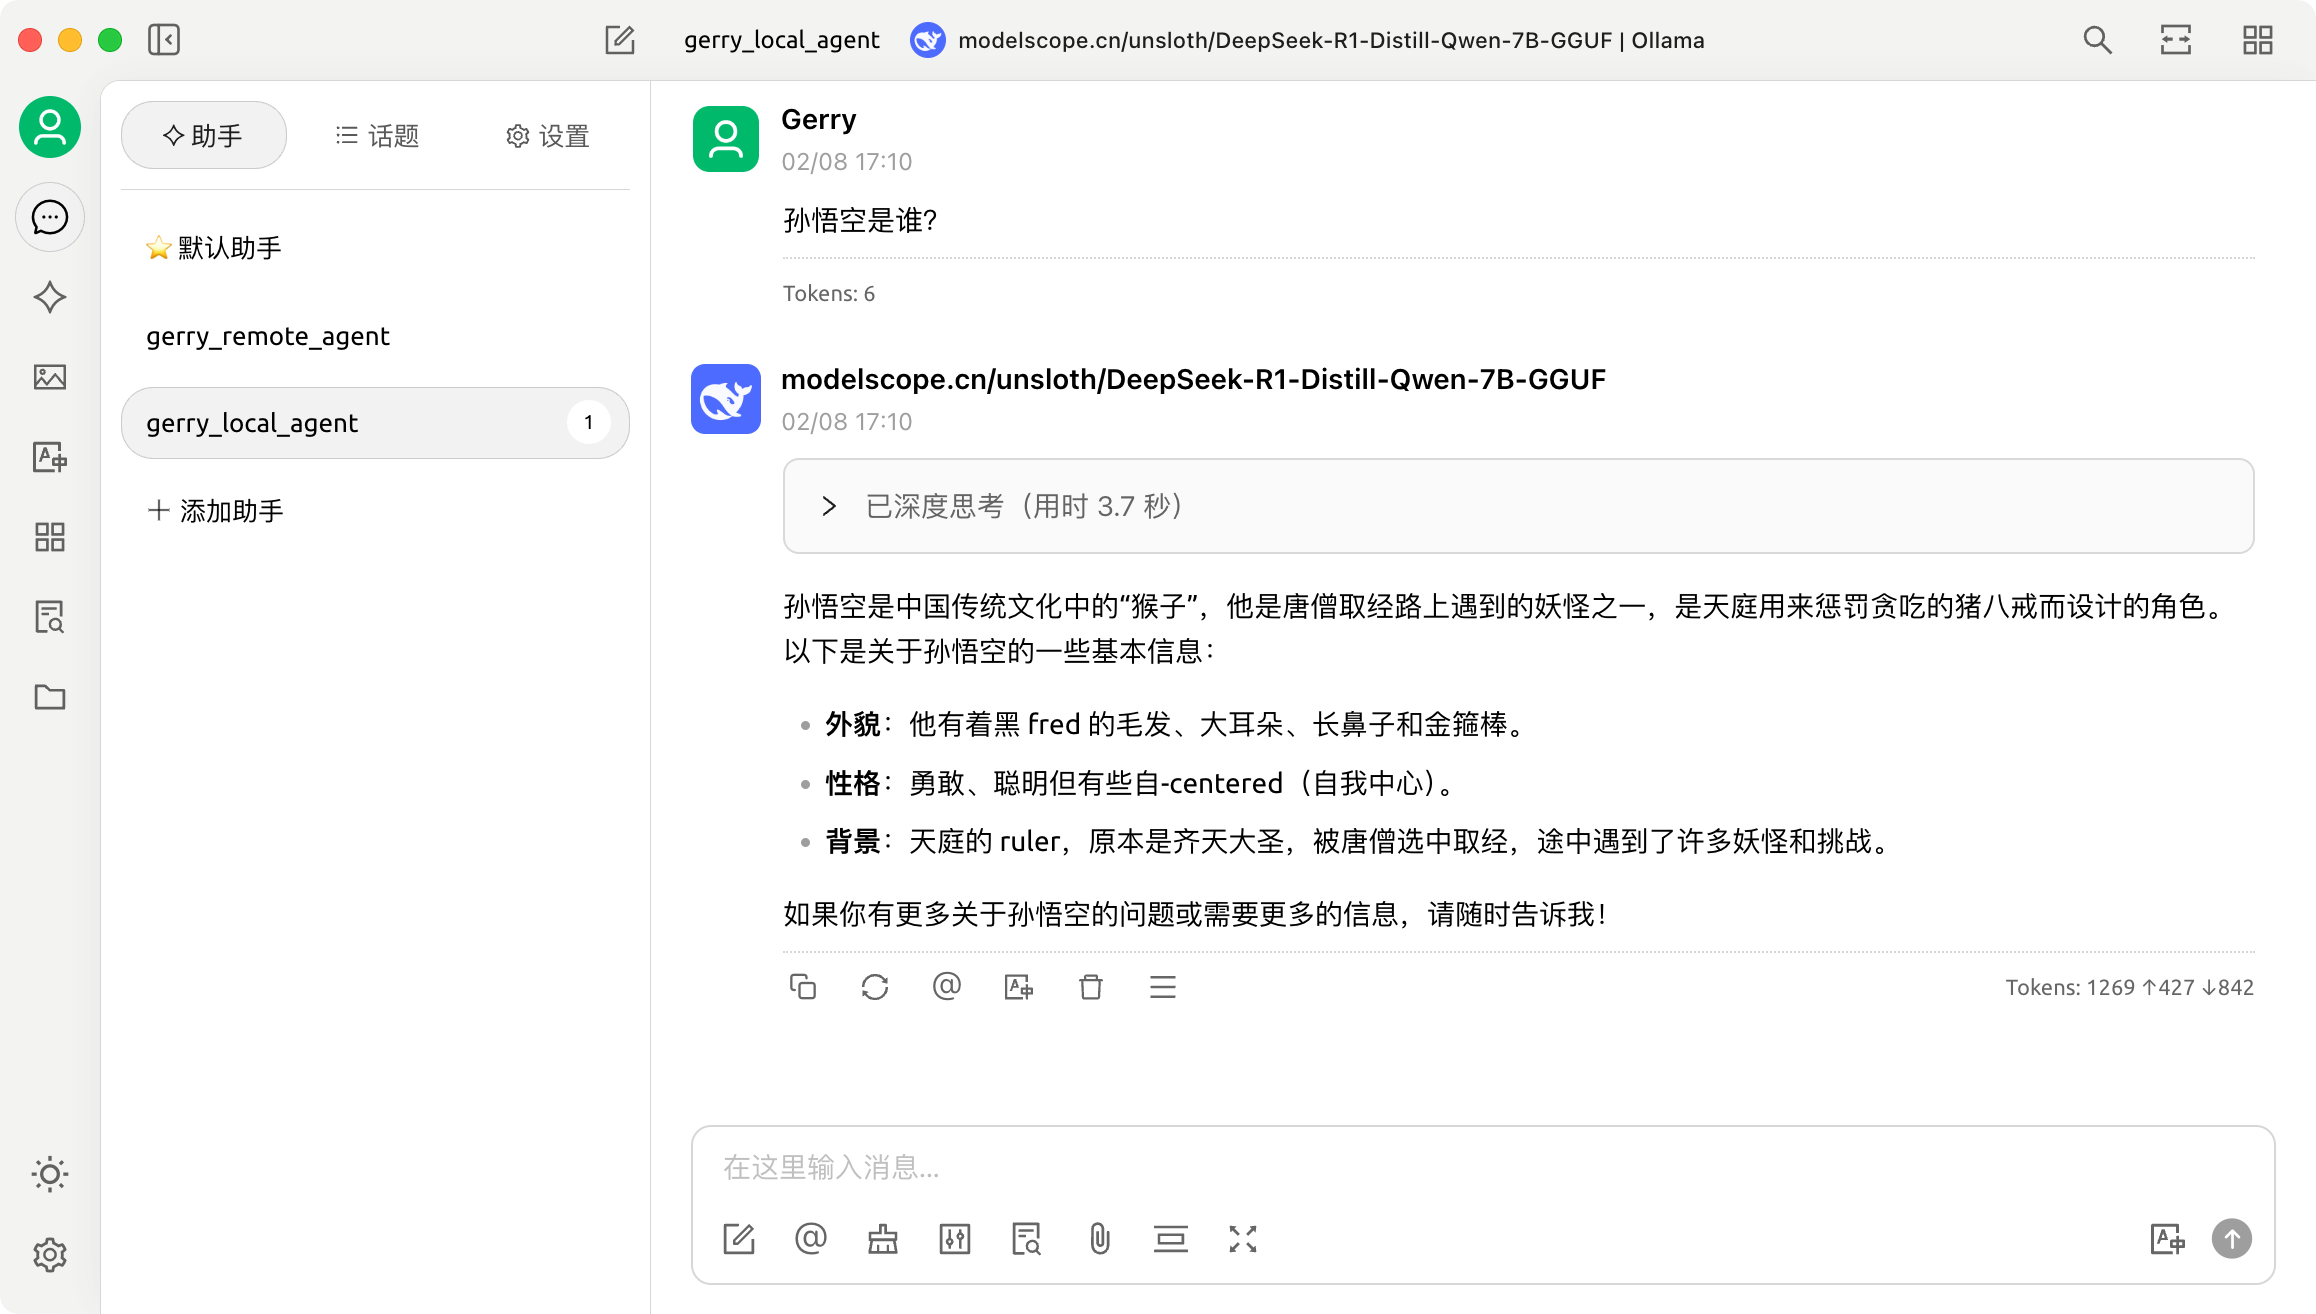 gerry_local_agent
modelscope.cn/unsloth/DeepSeek-R1-Distill-Qwen-7B-GGUF | Ollama
助手
话题
设置
⭐ 默认助手
gerry_remote_agent
gerry_local_agent 1
+ 添加助手
Gerry
02/08 17:10
孙悟空是谁?
Tokens: 6
modelscope.cn/unsloth/DeepSeek-R1-Distill-Qwen-7B-GGUF
02/08 17:10
> 已深度思考（用时 3.7 秒）
孙悟空是中国传统文化中的“猴子”，他是唐僧取经路上遇到的妖怪之一，是天庭用来惩罚贪吃的猪八戒而设计的角色。
以下是关于孙悟空的一些基本信息：
• 外貌：他有着黑 fred 的毛发、大耳朵、长鼻子和金箍棒。
• 性格：勇敢、聪明但有些自-centered（自我中心）。
• 背景：天庭的 ruler，原本是齐天大圣，被唐僧选中取经，途中遇到了许多妖怪和挑战。
如果你有更多关于孙悟空的问题或需要更多的信息，请随时告诉我！
Tokens: 1269 ↑427 ↓842
在这里输入消息...